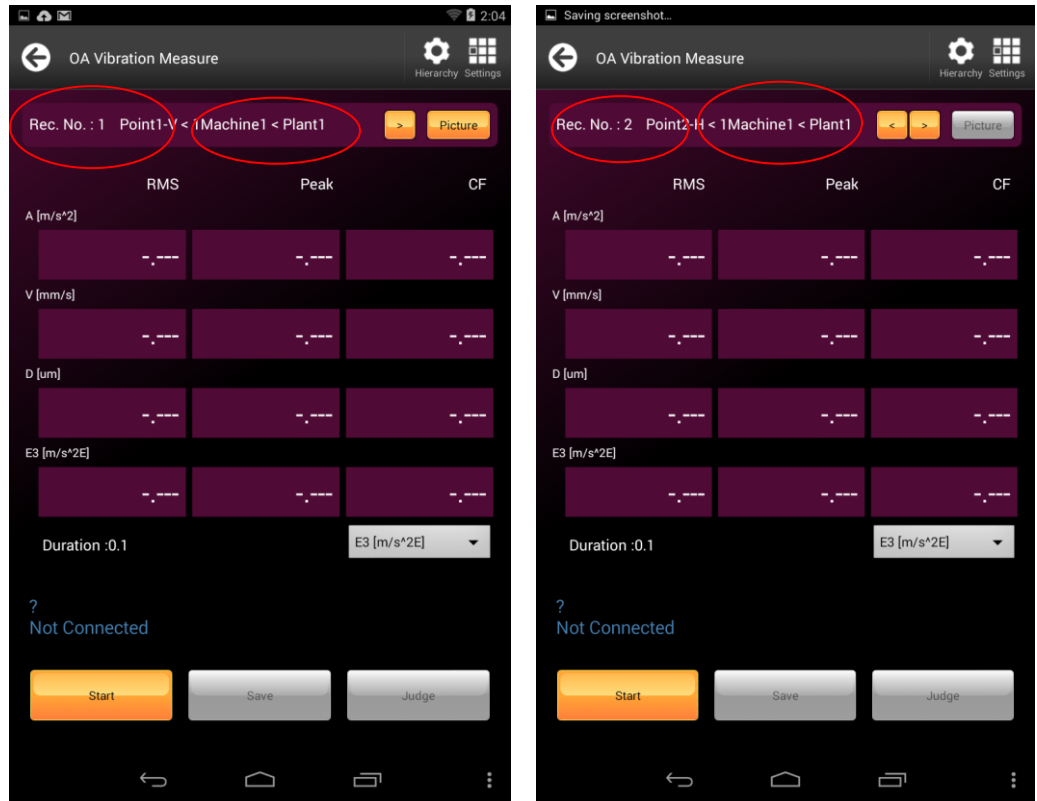 2:04
OA Vibration Measure
Hierarchy Settings
Rec. No. : 1 Point1-V < 1Machine1 < Plant1 > Picture
RMS Peak CF
A [m/s^2]
-.--- -.--- -.---
V [mm/s]
-.--- -.--- -.---
D [um]
-.--- -.--- -.---
E3 [m/s^2E]
-.--- -.--- -.---
Duration :0.1 E3 [m/s^2E]
?
Not Connected
Start Save Judge
Saving screenshot...
OA Vibration Measure
Hierarchy Settings
Rec. No. : 2 Point2-H < 1Machine1 < Plant1 < > Picture
RMS Peak CF
A [m/s^2]
-.--- -.--- -.---
V [mm/s]
-.--- -.--- -.---
D [um]
-.--- -.--- -.---
E3 [m/s^2E]
-.--- -.--- -.---
Duration :0.1 E3 [m/s^2E]
?
Not Connected
Start Save Judge